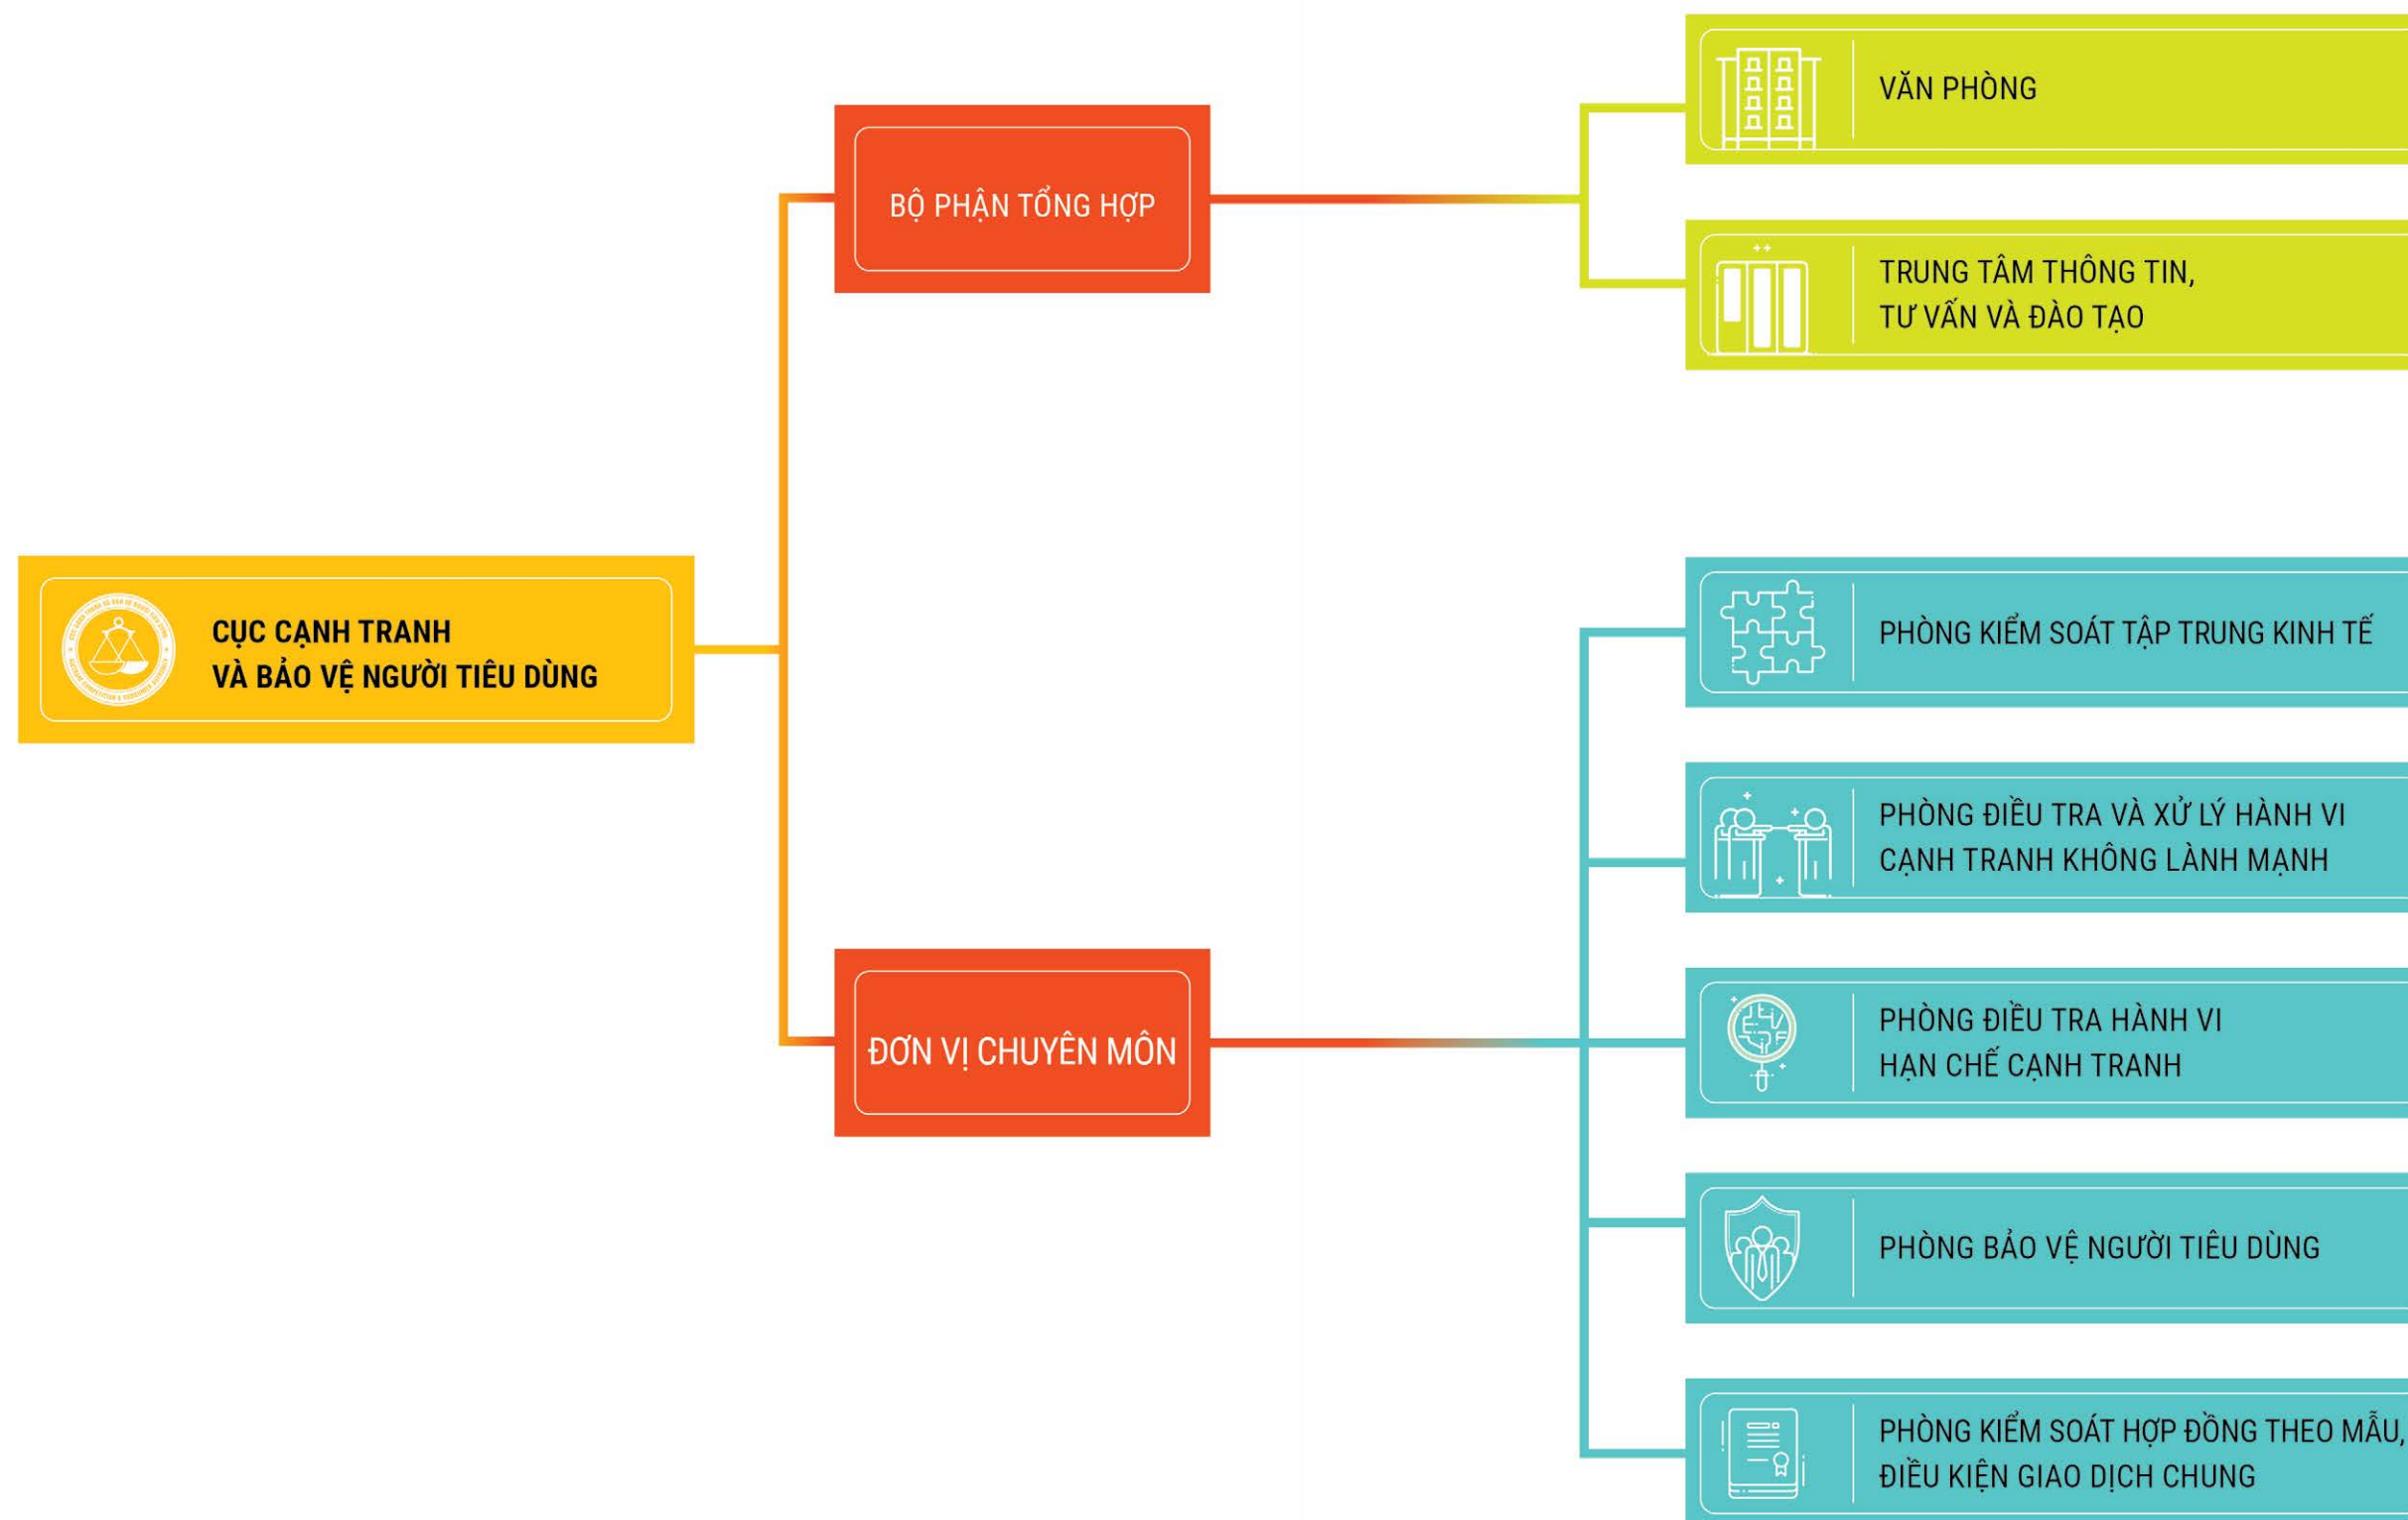 VĂN PHÒNG
BỘ PHẬN TỔNG HỢP
TRUNG TÂM THÔNG TIN,
TƯ VẤN VÀ ĐÀO TẠO
CỤC CẠNH TRANH
VÀ BẢO VỆ NGƯỜI TIÊU DÙNG
PHÒNG KIỂM SOÁT TẬP TRUNG KINH TẾ
PHÒNG ĐIỀU TRA VÀ XỬ LÝ HÀNH VI
CẠNH TRANH KHÔNG LÀNH MẠNH
ĐƠN VỊ CHUYÊN MÔN
PHÒNG ĐIỀU TRA HÀNH VI
HẠN CHẾ CẠNH TRANH
PHÒNG BẢO VỆ NGƯỜI TIÊU DÙNG
PHÒNG KIỂM SOÁT HỢP ĐỒNG THEO MẪU,
ĐIỀU KIỆN GIAO DỊCH CHUNG